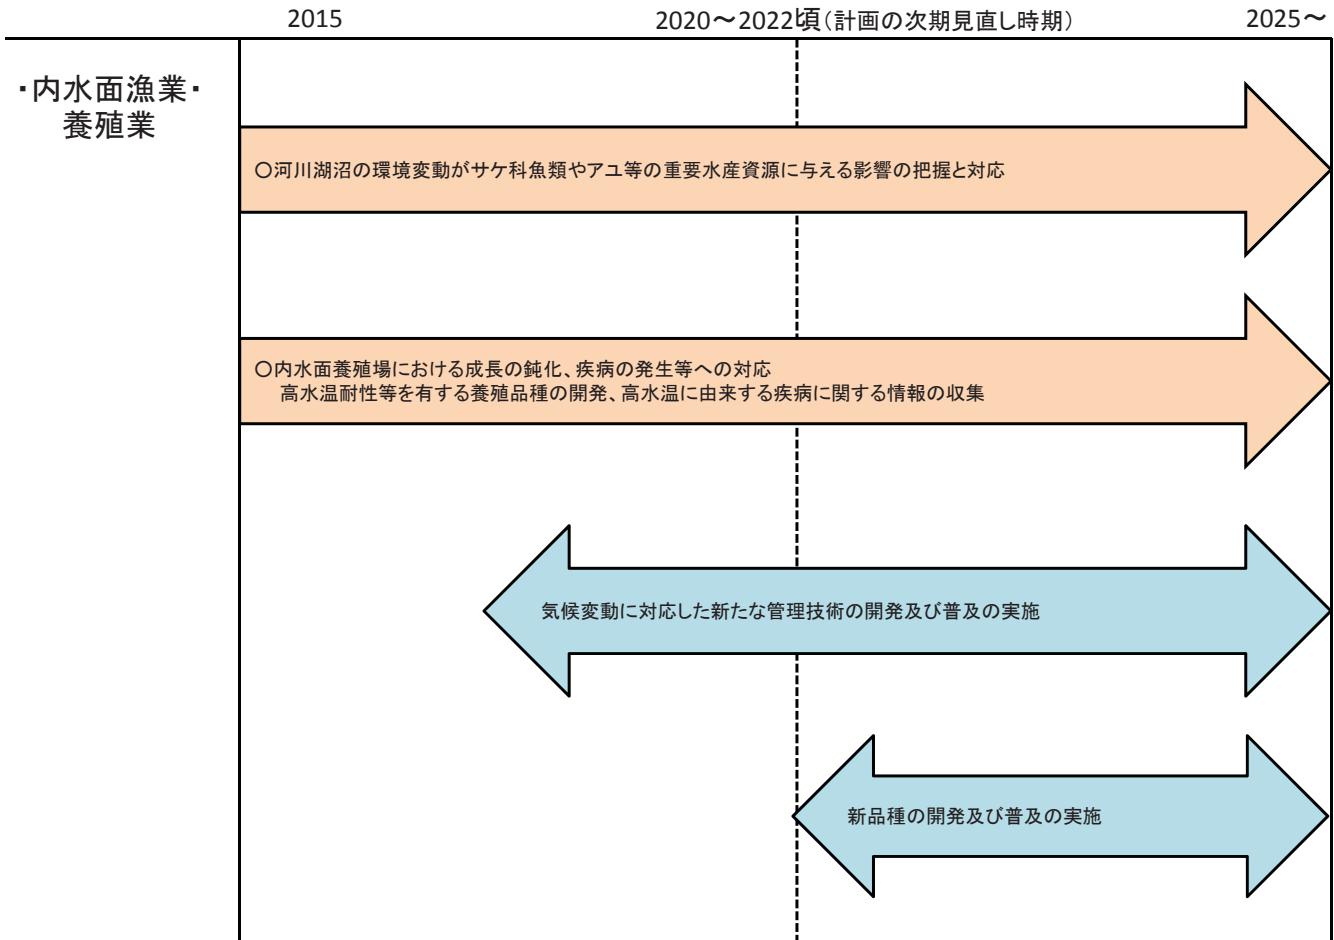 2015
2020～2022頃(計画の次期見直し時期)
2025～
・内水面漁業・
養殖業
○河川湖沼の環境変動がサケ科魚類やアユ等の重要水産資源に与える影響の把握と対応
○内水面養殖場における成長の鈍化、疾病の発生等への対応
高水温耐性等を有する養殖品種の開発、高水温に由来する疾病に関する情報の収集
気候変動に対応した新たな管理技術の開発及び普及の実施
新品種の開発及び普及の実施